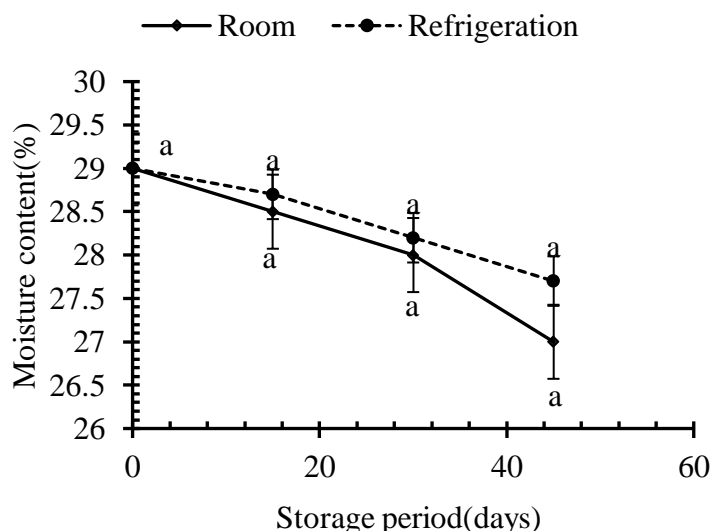 Room Refrigeration
30
29.5
29
28.5
28
27.5
27
26.5
26
Moisture content(%)
a
a
a
a
a
a
a
0 20 40 60
Storage period(days)